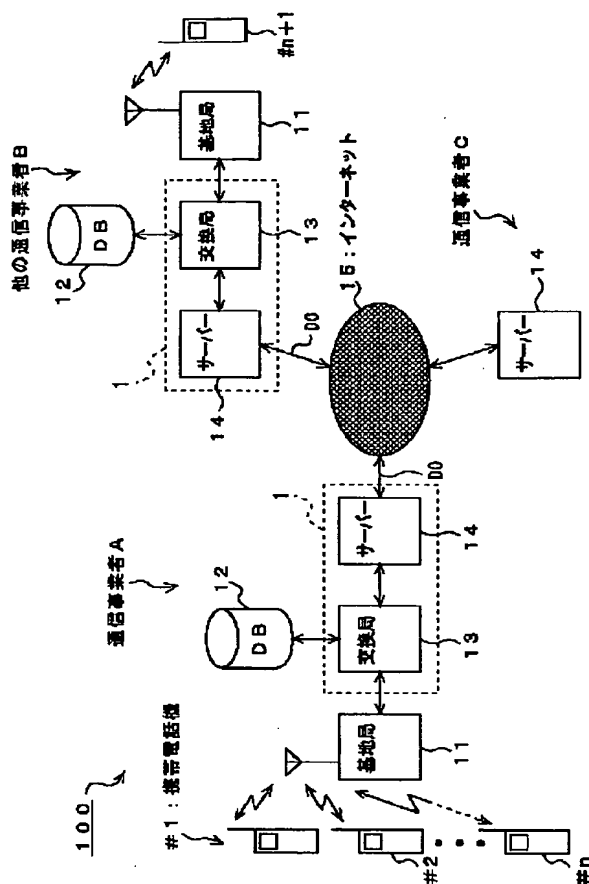 100
#1:携帯電話機
#2
#n
基地局
11
通信事業者A
12
DB
1
交換局
13
サーバー
14
D0
15:インターネット
他の通信事業者B
12
DB
1
サーバー
14
交換局
13
D0
基地局
11
#n+1
通信事業者C
サーバー
14